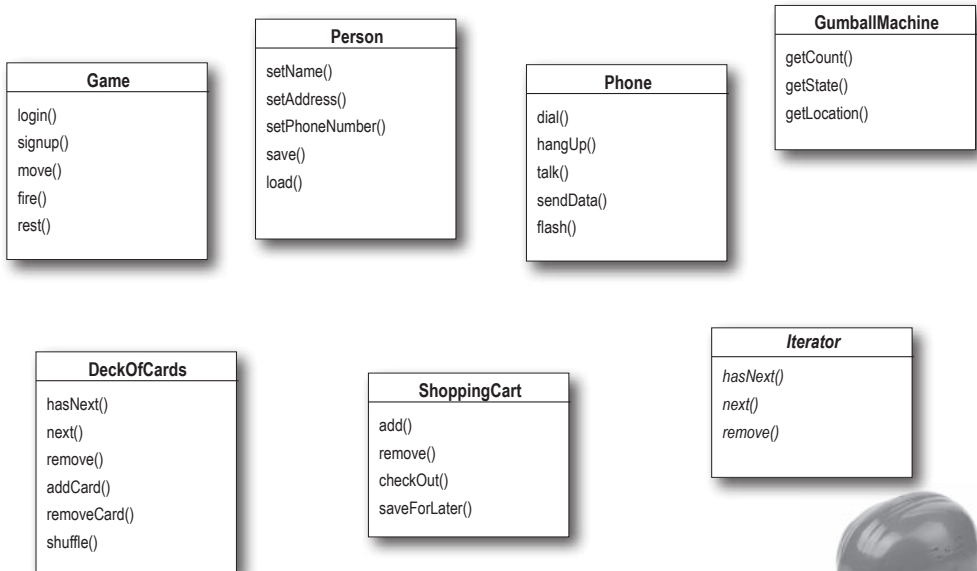 Game
login()
signup()
move()
fire()
rest()
Person
setName()
setAddress()
setPhoneNumber()
save()
load()
Phone
dial()
hangUp()
talk()
sendData()
flash()
GumballMachine
getCount()
getState()
getLocation()
DeckOfCards
hasNext()
next()
remove()
addCard()
removeCard()
shuffle()
ShoppingCart
add()
remove()
checkOut()
saveForLater()
Iterator
hasNext()
next()
remove()